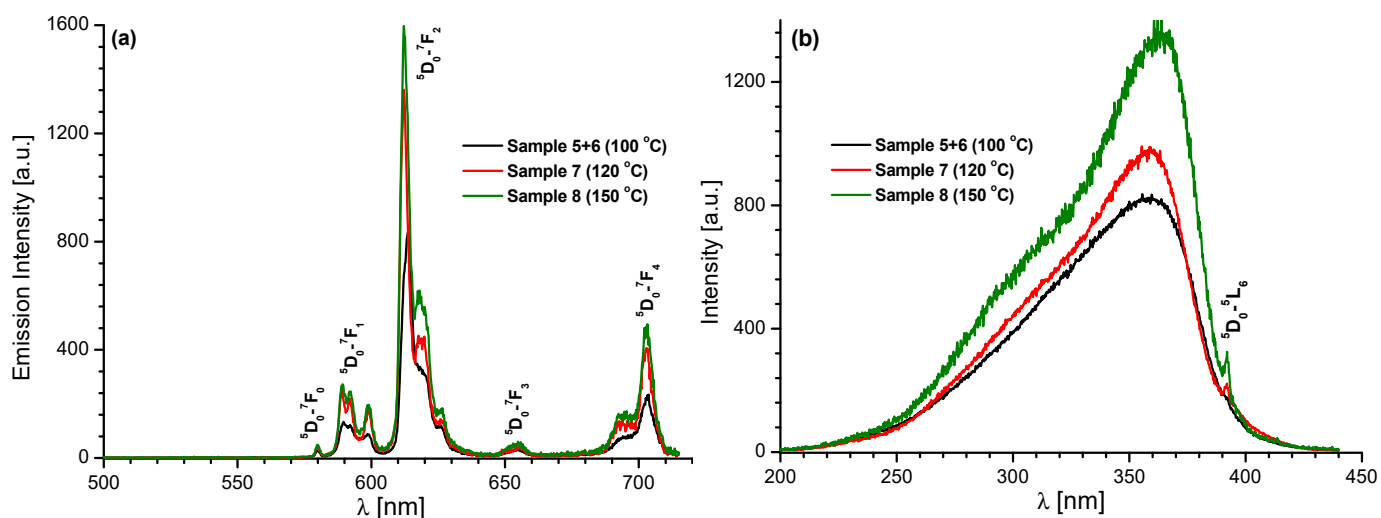 (a)
Emission Intensity [a.u.]
1600
1200
800
400
0
⁵D₀-⁷F₀
⁵D₀-⁷F₁
⁵D₀-⁷F₂
⁵D₀-⁷F₃
⁵D₀-⁷F₄
Sample 5+6 (100 °C)
Sample 7 (120 °C)
Sample 8 (150 °C)
500 550 600 650 700
λ [nm]
(b)
Intensity [a.u.]
1200
800
400
0
Sample 5+6 (100 °C)
Sample 7 (120 °C)
Sample 8 (150 °C)
⁵D₀-⁵L₆
200 250 300 350 400 450
λ [nm]